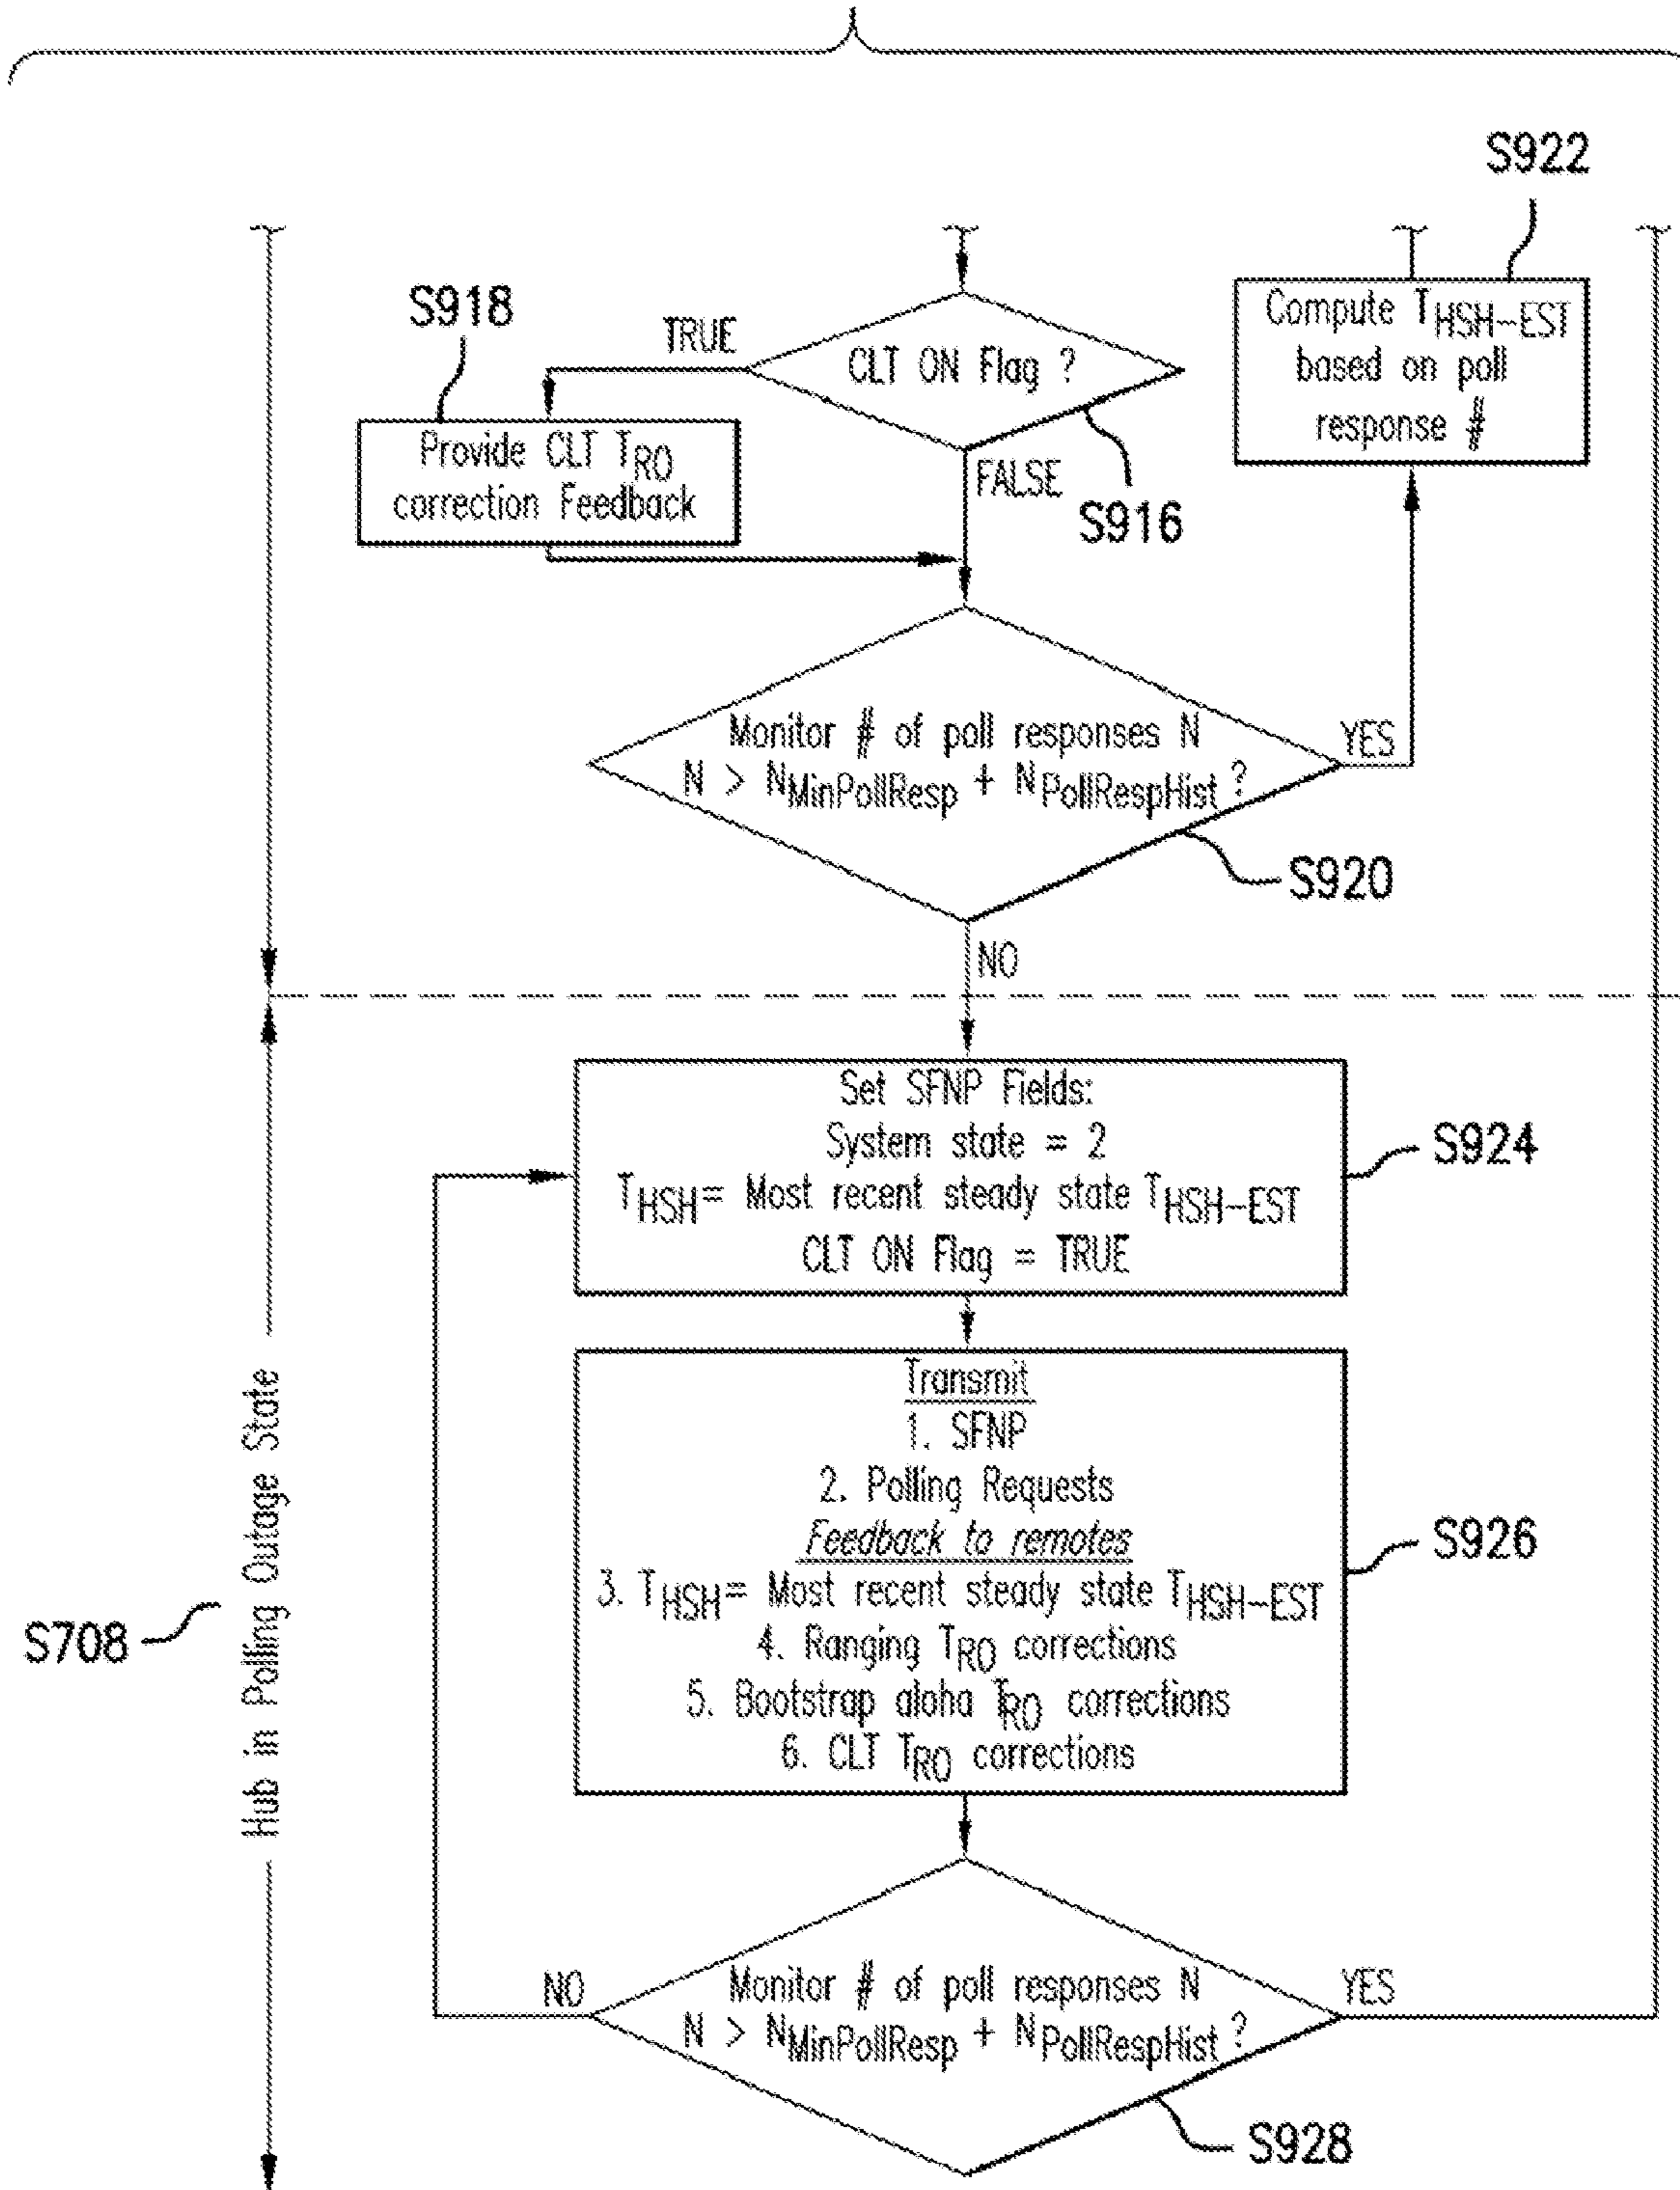 S922
S918
TRUE
CLT ON Flag ?
Compute THSH-EST
based on poll
response #
Provide CLT TRO
correction Feedback
FALSE
S916
Monitor # of poll responses N
N > NMinPollResp + NPollRespHist ?
YES
S920
NO
Set SFNP Fields:
System state = 2
THSH = Most recent steady state THSH-EST
CLT ON Flag = TRUE
S924
Transmit
1. SFNP
2. Polling Requests
Feedback to remotes
3. THSH = Most recent steady state THSH-EST
4. Ranging TRO corrections
5. Bootstrap aloha TRO corrections
6. CLT TRO corrections
S926
S708
Hub in Polling Outage State
NO
Monitor # of poll responses N
N > NMinPollResp + NPollRespHist ?
YES
S928